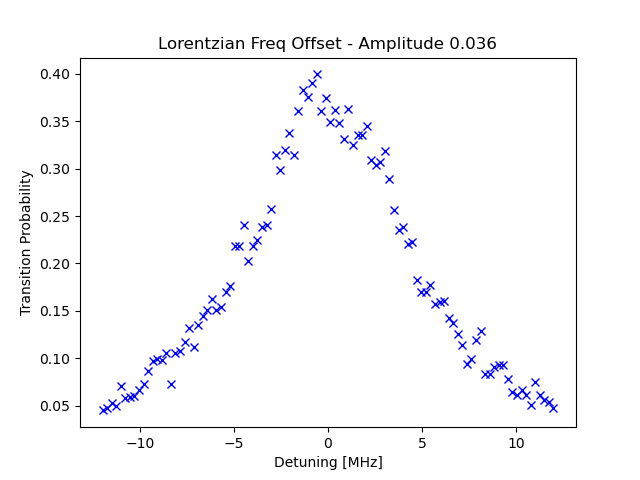 Lorentzian Freq Offset - Amplitude 0.036
0.40
0.35
0.30
0.25
0.20
0.15
0.10
0.05
Transition Probability
−10 −5 0 5 10
Detuning [MHz]